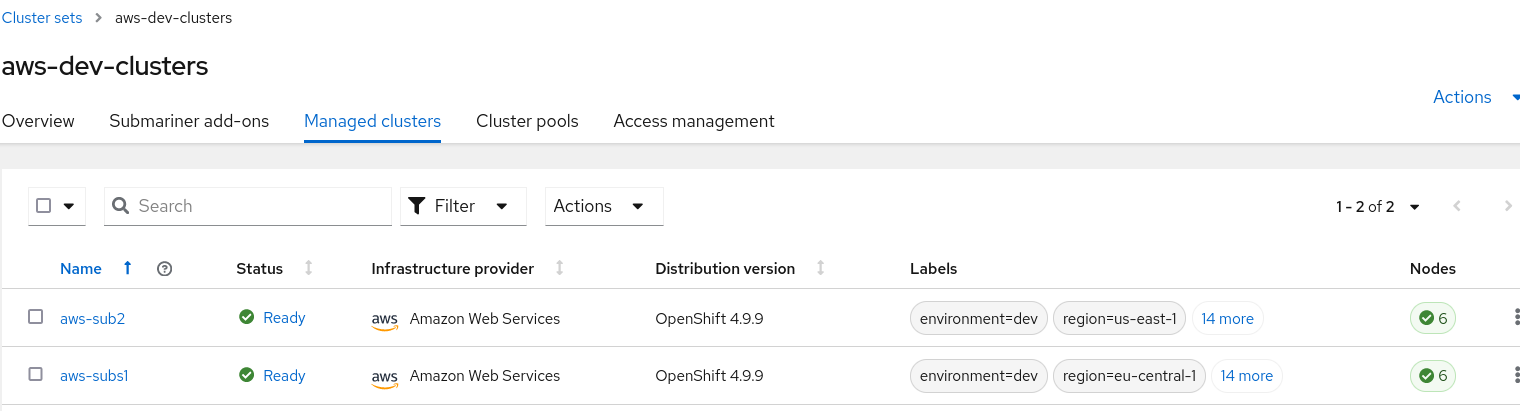 Cluster sets > aws-dev-clusters
aws-dev-clusters
Actions
Overview Submariner add-ons Managed clusters Cluster pools Access management
Search Filter Actions 1 - 2 of 2
Name Status Infrastructure provider Distribution version Labels Nodes
aws-sub2 Ready aws Amazon Web Services OpenShift 4.9.9 environment=dev region=us-east-1 14 more 6
aws-subs1 Ready aws Amazon Web Services OpenShift 4.9.9 environment=dev region=eu-central-1 14 more 6